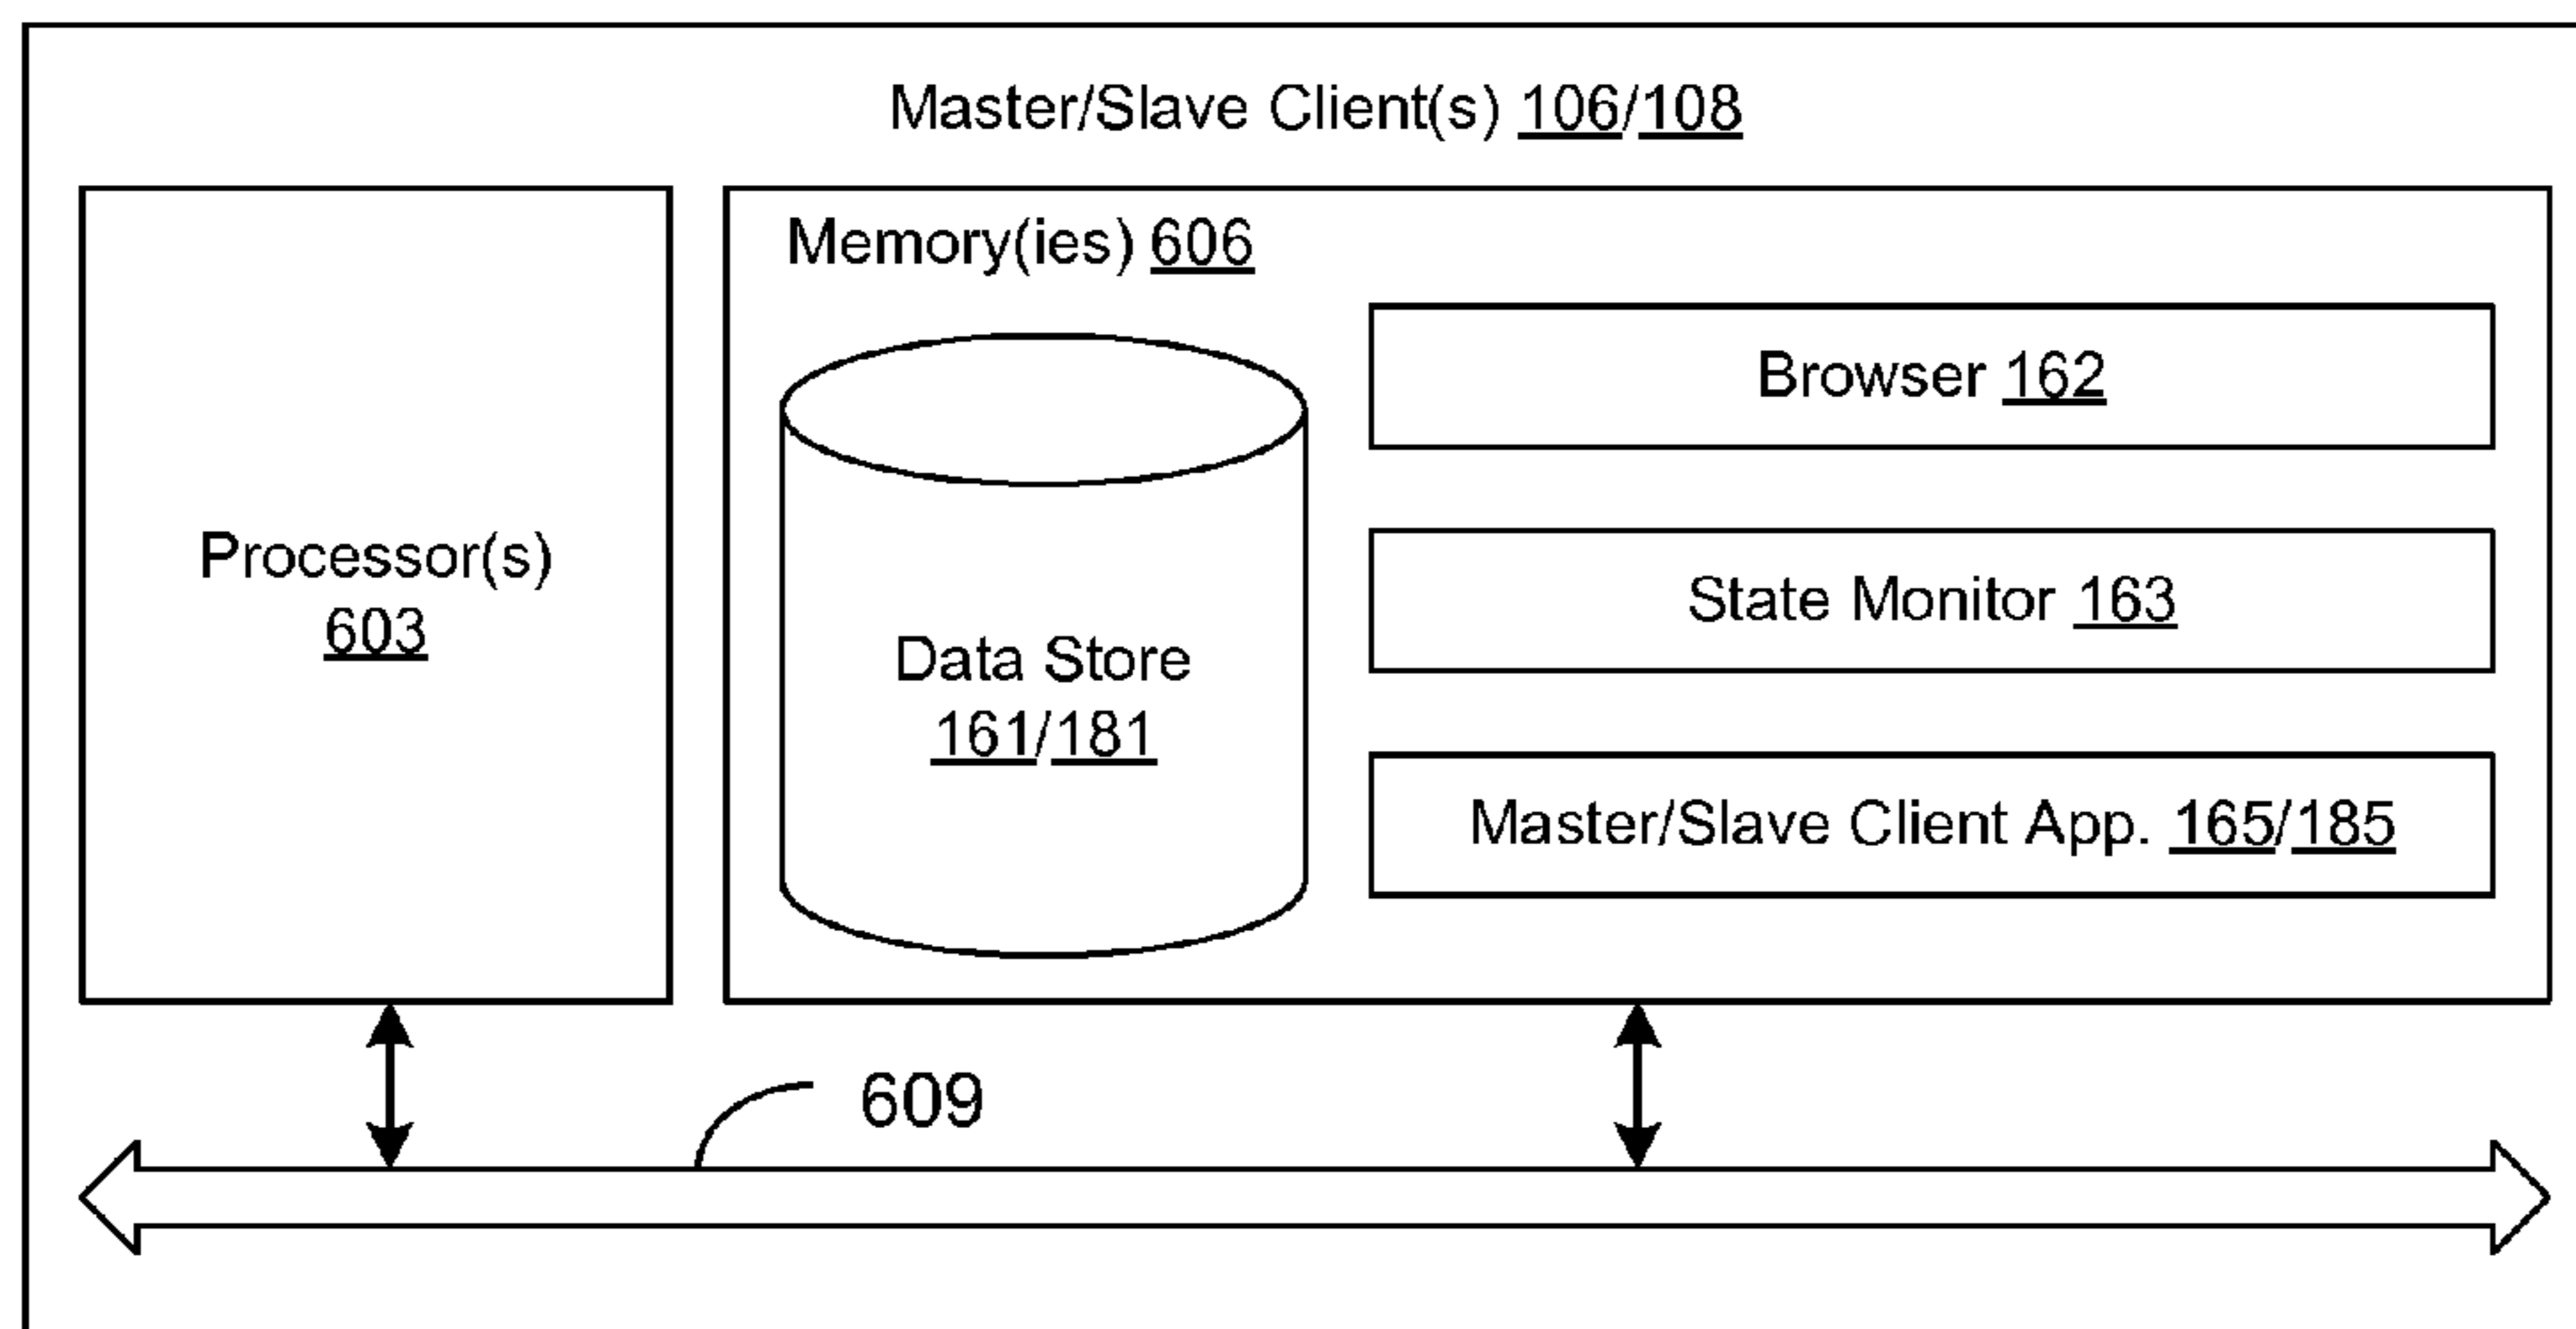 Master/Slave Client(s) 106/108
Processor(s)
603
Memory(ies) 606
Data Store
161/181
Browser 162
State Monitor 163
Master/Slave Client App. 165/185
609